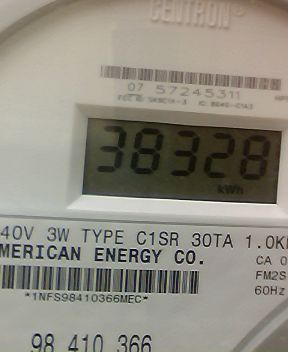 CENTRON®
07 57245311
38328
kWh
40V 3W TYPE C1SR 30TA 1.0K
MERICAN ENERGY CO.
CA 0
FM2S
60Hz
*1NFS98410366MEC*
98 410 366